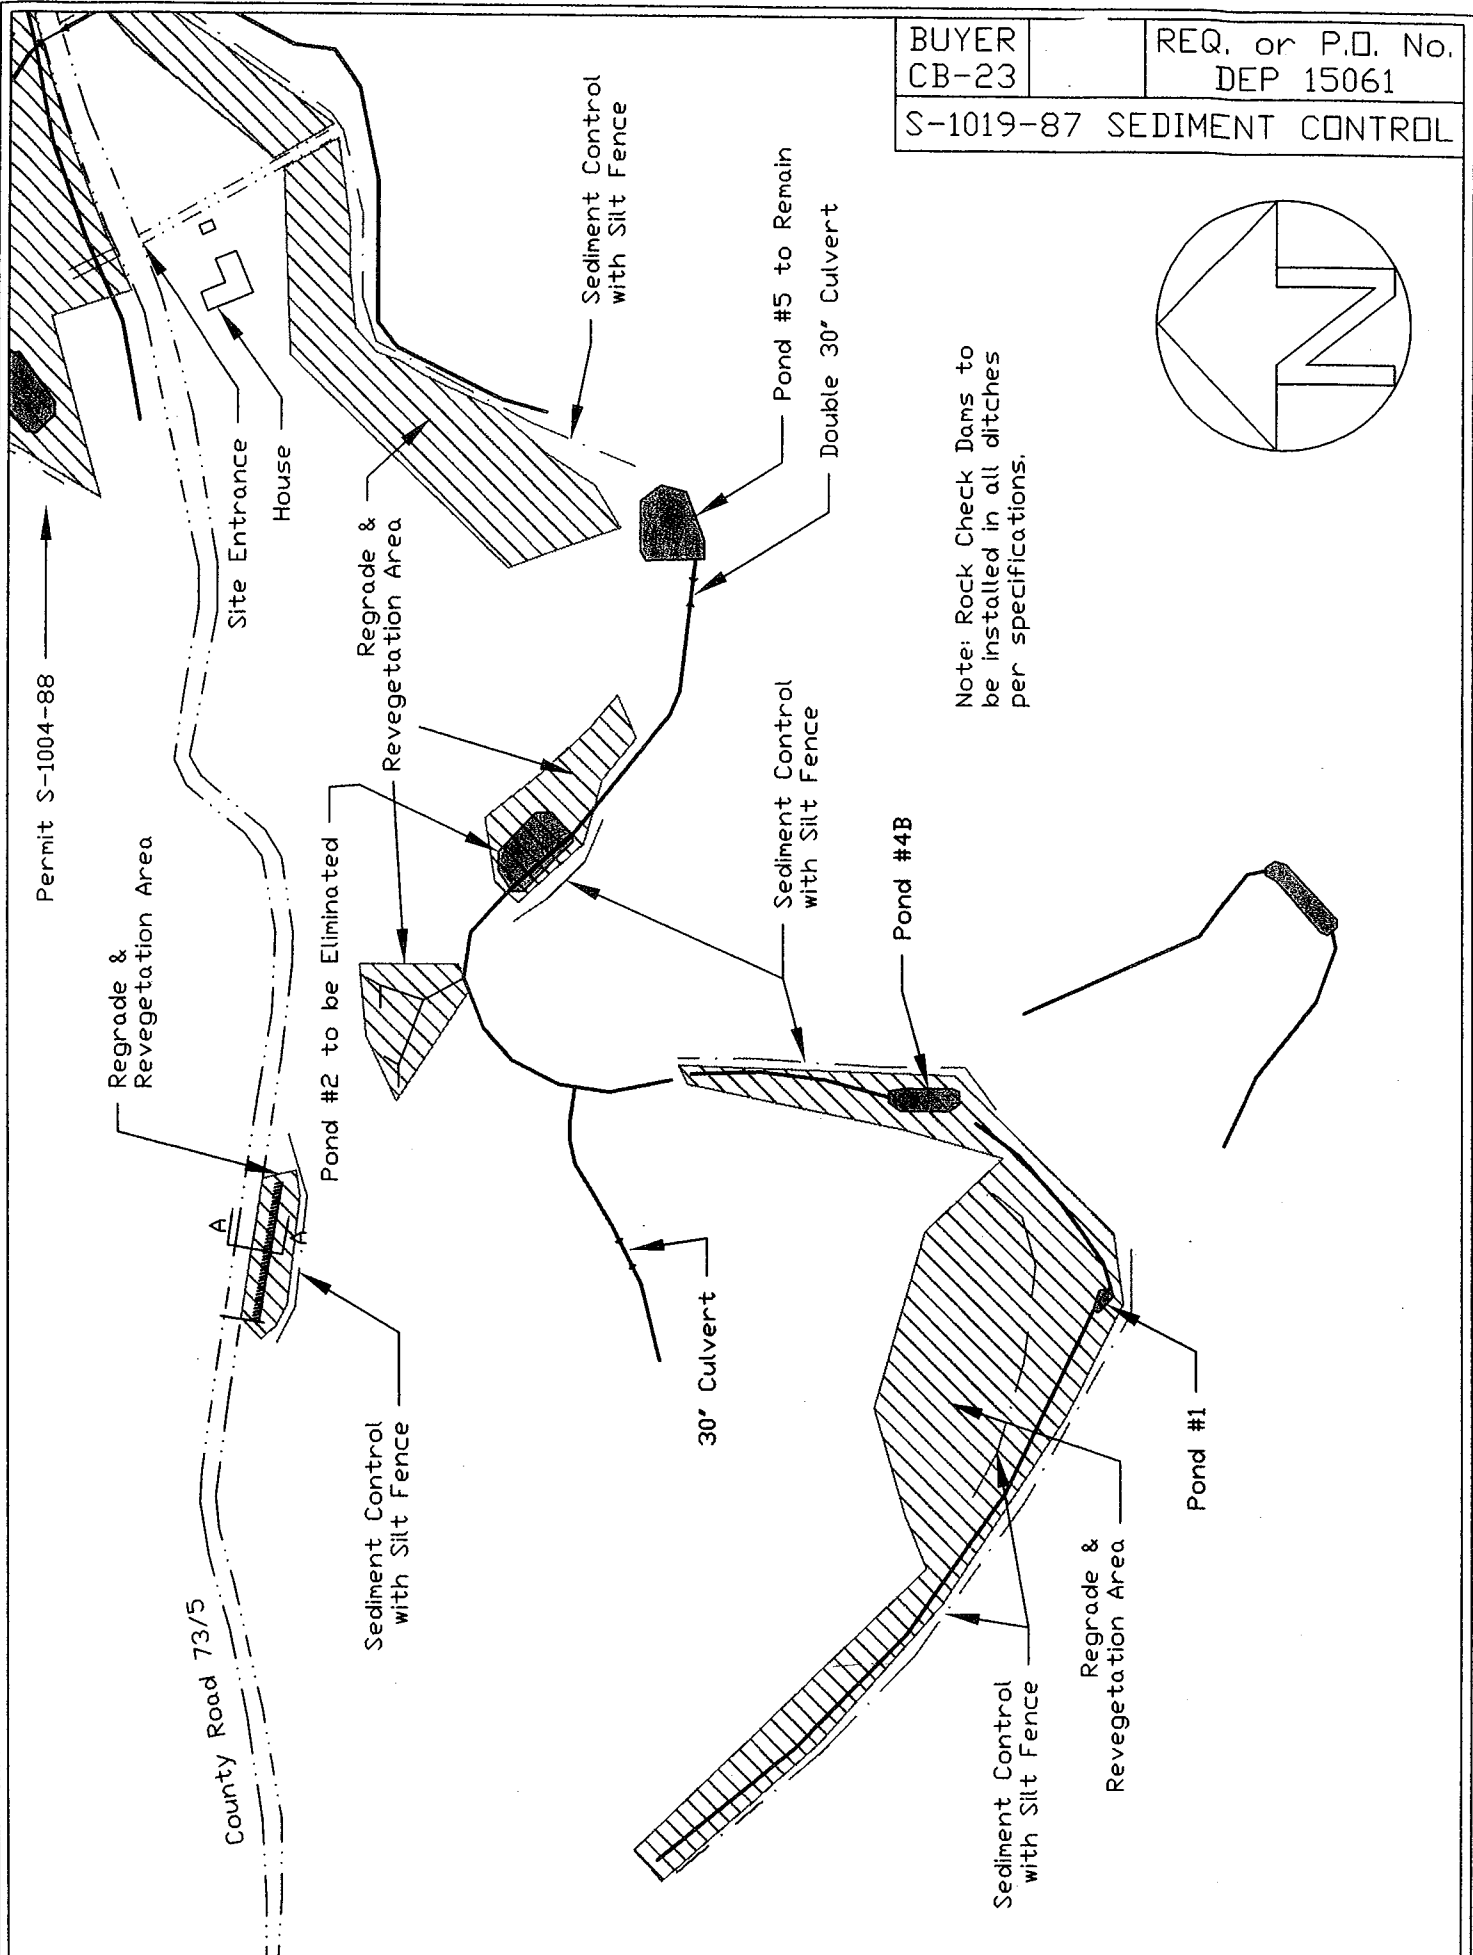 BUYER
CB-23
REQ. or P.O. No.
DEP 15061
S-1019-87 SEDIMENT CONTROL
N
Permit S-1004-88
Site Entrance
House
Sediment Control
with Silt Fence
Pond #5 to Remain
Double 30" Culvert
Regrade &
Revegetation Area
Note: Rock Check Dams to
be installed in all ditches
per specifications.
Regrade &
Revegetation Area
Pond #2 to be Eliminated
Sediment Control
with Silt Fence
Pond #4B
A
A
30" Culvert
Sediment Control
with Silt Fence
County Road 73/5
Pond #1
Regrade &
Revegetation Area
Sediment Control
with Silt Fence